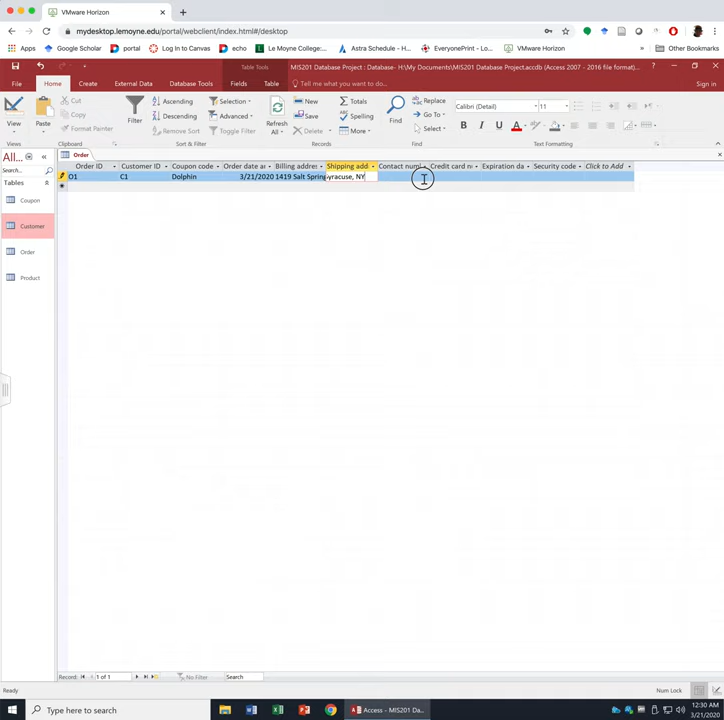 VMware Horizon
mydesktop.lemoyne.edu/portal/webclient/index.html#/desktop
Apps Google Scholar portal Log In to Canvas Le Moyne College:... Astra Schedule - H... EveryonePrint - Lo... VMware Horizon Other Bookmarks
Table Tools MIS201 Database Project : Database- H:\My Documents\MIS201 Database Project.accdb (Access 2007 - 2016 file format)... ?
File Home Create External Data Database Tools Fields Table Tell me what you want to do Sign in
View Paste Cut Copy Format Painter
Filter Ascending Descending Remove Sort Selection Advanced Toggle Filter
Refresh All New Save Delete Totals Spelling More
Find Replace Go To Select
Calibri (Detail) 11
B I U A
Views Clipboard Sort & Filter Records Find Text Formatting
All... Order
Search...
Tables
Coupon
Customer
Order
Product
Order ID Customer ID Coupon code Order date ar Billing addres Shipping add Contact numl Credit card n Expiration da Security code Click to Add
O1 C1 Dolphin 3/21/2020 1419 Salt Spring yracuse, NY
Record: 1 of 1 No Filter Search
Ready Num Lock
Type here to search Access - MIS201 Da... 12:30 AM
3/21/2020